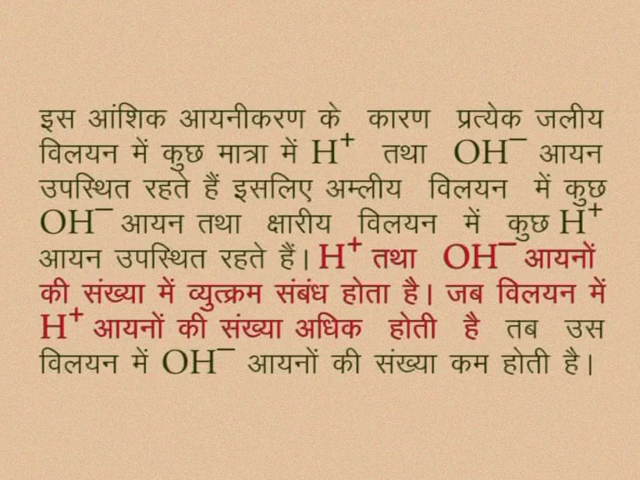 इस आंशिक आयनीकरण के कारण प्रत्येक जलीय
विलयन में कुछ मात्रा में H⁺ तथा OH⁻ आयन
उपस्थित रहते हैं इसलिए अम्लीय विलयन में कुछ
OH⁻ आयन तथा क्षारीय विलयन में कुछ H⁺
आयन उपस्थित रहते हैं। H⁺ तथा OH⁻ आयनों
की संख्या में व्युत्क्रम संबंध होता है। जब विलयन में
H⁺ आयनों की संख्या अधिक होती है तब उस
विलयन में OH⁻ आयनों की संख्या कम होती है।